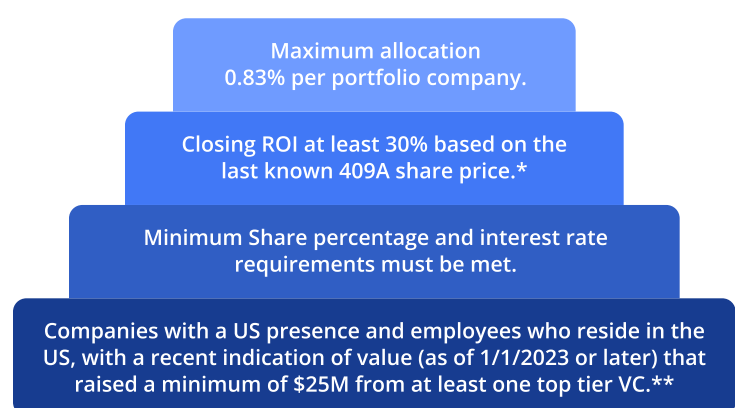 Maximum allocation
0.83% per portfolio company.
Closing ROI at least 30% based on the
last known 409A share price.*
Minimum Share percentage and interest rate
requirements must be met.
Companies with a US presence and employees who reside in the
US, with a recent indication of value (as of 1/1/2023 or later) that
raised a minimum of $25M from at least one top tier VC.**